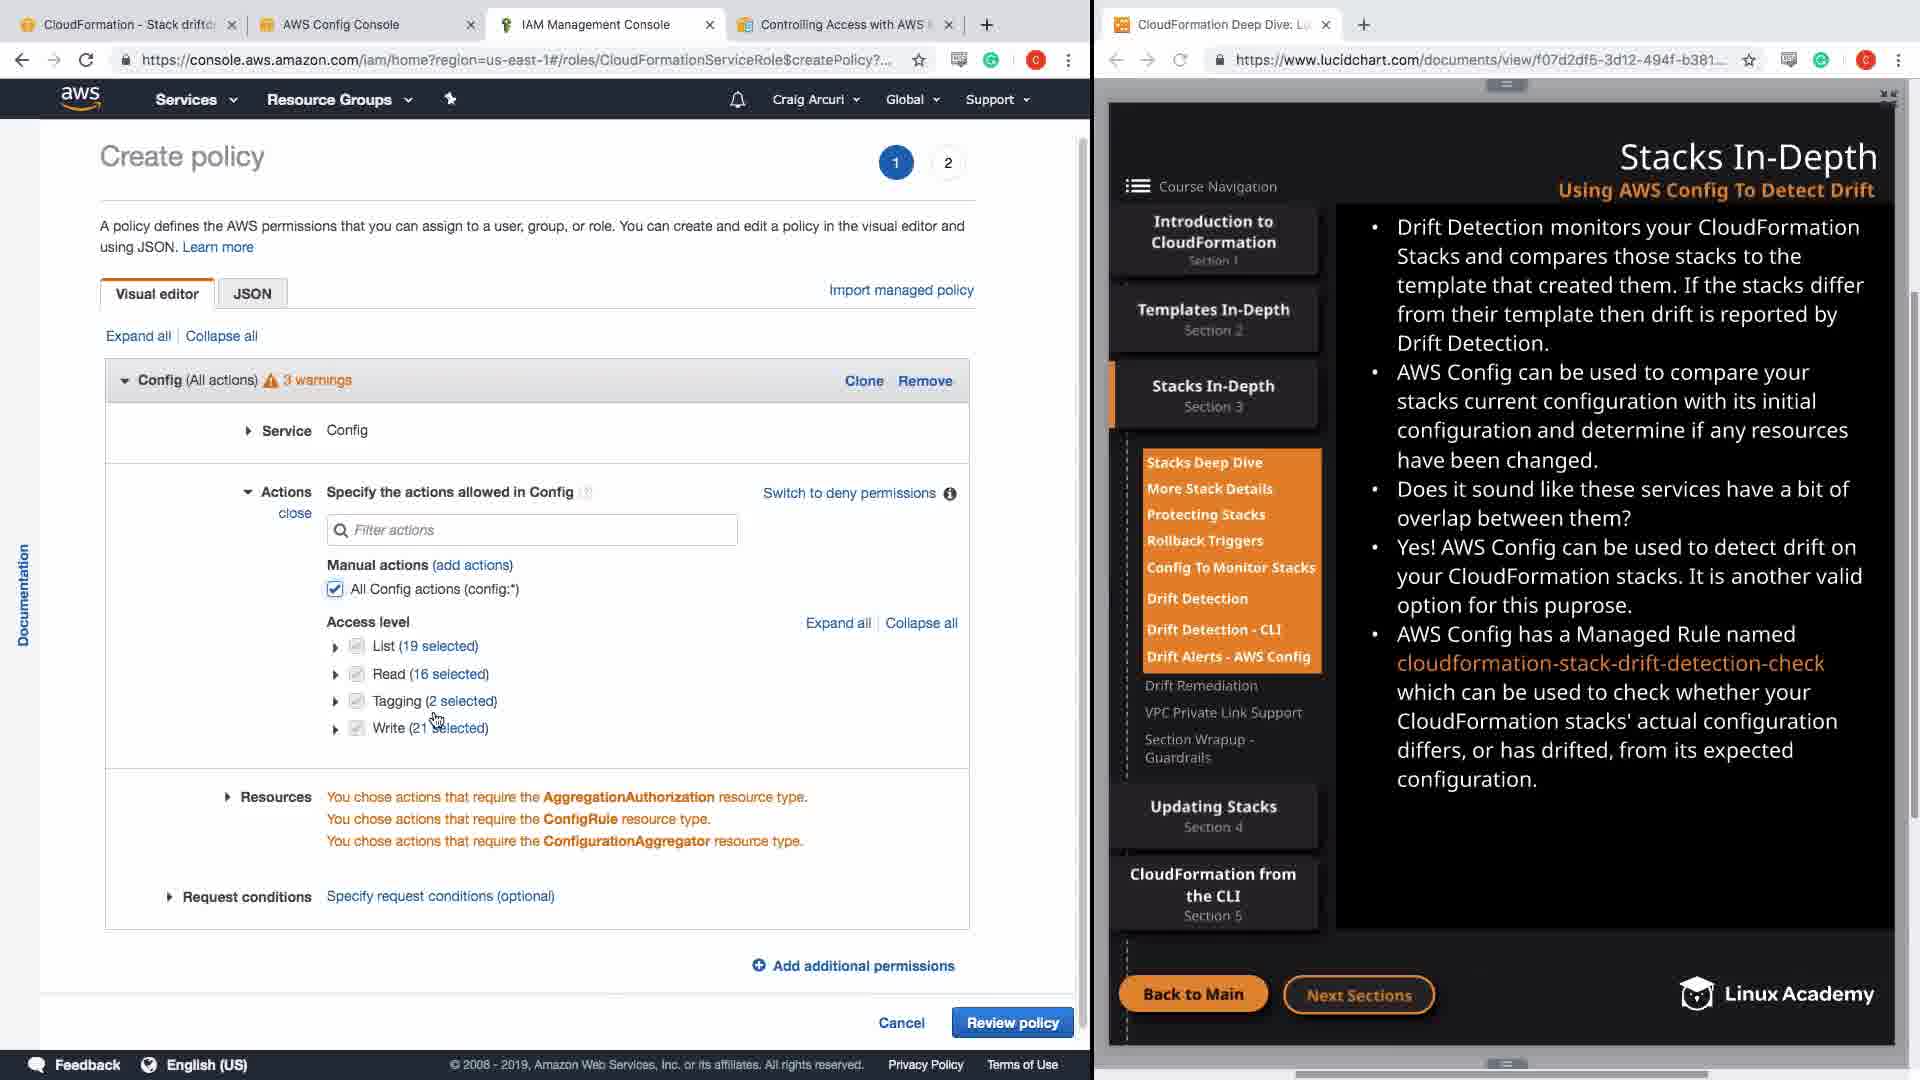 CloudFormation - Stack drift
AWS Config Console
IAM Management Console
Controlling Access with AWS
CloudFormation Deep Dive: Lu
https://console.aws.amazon.com/iam/home?region=us-east-1#/roles/CloudFormationServiceRole$createPolicy?...
C
https://www.lucidchart.com/documents/view/f07d2df5-3d12-494f-b381...
C
aws
Services
Resource Groups
Craig Arcuri
Global
Support
Create policy
1
2
A policy defines the AWS permissions that you can assign to a user, group, or role. You can create and edit a policy in the visual editor and
using JSON. Learn more
Visual editor
JSON
Import managed policy
Expand all
Collapse all
Config (All actions) 3 warnings
Clone
Remove
Service
Config
Actions
close
Specify the actions allowed in Config
Switch to deny permissions
Filter actions
Manual actions (add actions)
All Config actions (config:*)
Access level
Expand all
Collapse all
List (19 selected)
Read (16 selected)
Tagging (2 selected)
Write (21 selected)
Resources
You chose actions that require the AggregationAuthorization resource type.
You chose actions that require the ConfigRule resource type.
You chose actions that require the ConfigurationAggregator resource type.
Request conditions
Specify request conditions (optional)
Add additional permissions
Cancel
Review policy
Documentation
Feedback
English (US)
© 2008 - 2019, Amazon Web Services, Inc. or its affiliates. All rights reserved.
Privacy Policy
Terms of Use
Stacks In-Depth
Using AWS Config To Detect Drift
Course Navigation
Introduction to
CloudFormation
Section 1
Templates In-Depth
Section 2
Stacks In-Depth
Section 3
Stacks Deep Dive
More Stack Details
Protecting Stacks
Rollback Triggers
Config To Monitor Stacks
Drift Detection
Drift Detection - CLI
Drift Alerts - AWS Config
Drift Remediation
VPC Private Link Support
Section Wrapup -
Guardrails
Updating Stacks
Section 4
CloudFormation from
the CLI
Section 5
• Drift Detection monitors your CloudFormation
Stacks and compares those stacks to the
template that created them. If the stacks differ
from their template then drift is reported by
Drift Detection.
• AWS Config can be used to compare your
stacks current configuration with its initial
configuration and determine if any resources
have been changed.
• Does it sound like these services have a bit of
overlap between them?
• Yes! AWS Config can be used to detect drift on
your CloudFormation stacks. It is another valid
option for this puprose.
• AWS Config has a Managed Rule named
cloudformation-stack-drift-detection-check
which can be used to check whether your
CloudFormation stacks' actual configuration
differs, or has drifted, from its expected
configuration.
Back to Main
Next Sections
Linux Academy